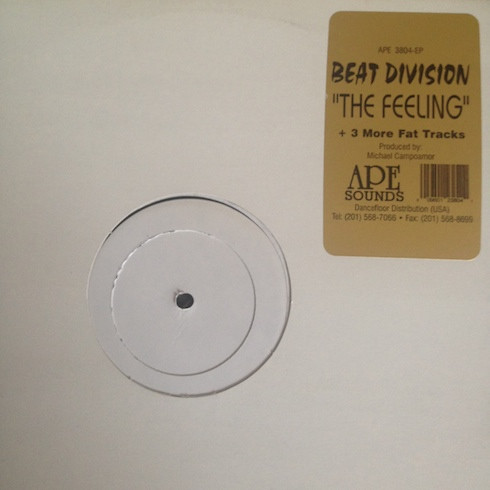 APE 3804-EP
BEAT DIVISION
"THE FEELING"
+ 3 More Fat Tracks
Produced by:
Michael Campoamor
APE
SOUNDS
Dancefloor Distribution (USA)
Tel: (201) 568-7066 • Fax: (201) 568-8699